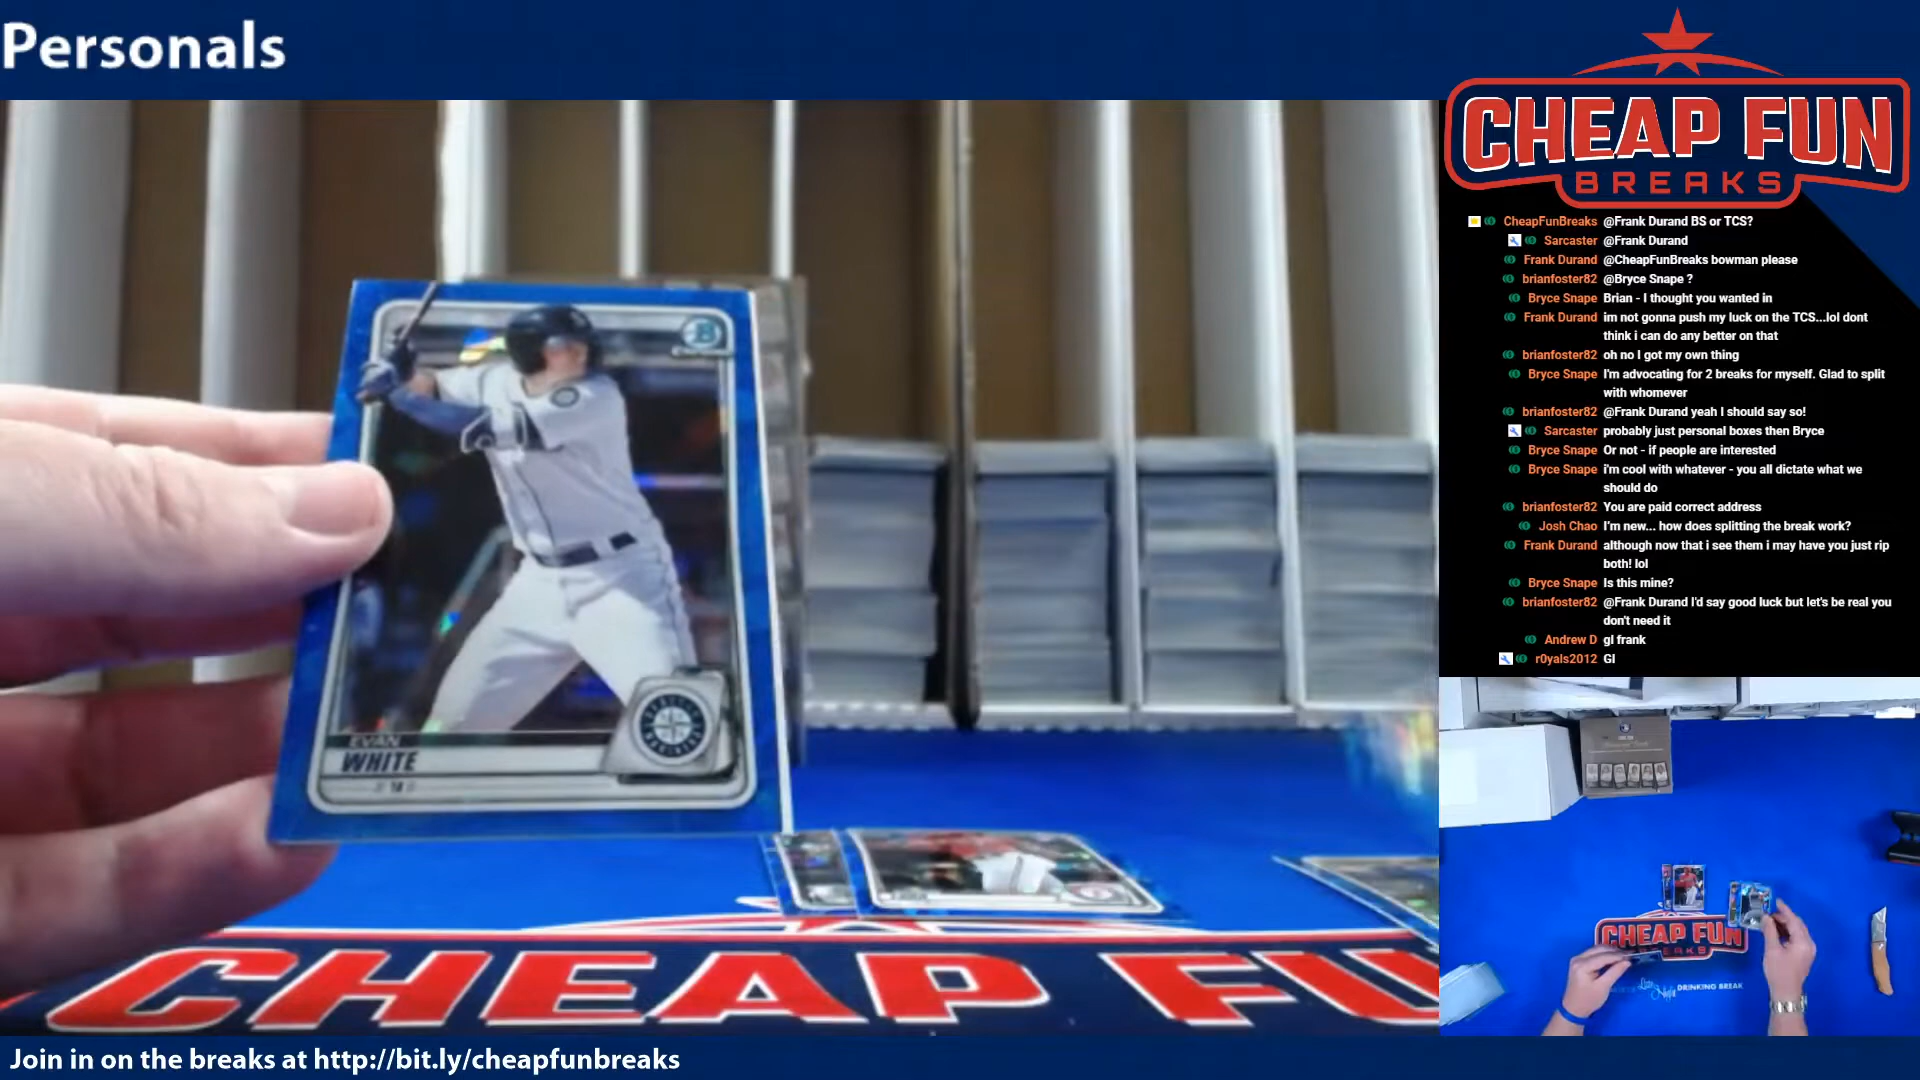 Personals
CHEAP FUN
BREAKS
CheapFunBreaks @Frank Durand BS or TCS?
Sarcaster @Frank Durand
Frank Durand @CheapFunBreaks bowman please
brianfoster82 @Bryce Snape ?
Bryce Snape Brian - I thought you wanted in
Frank Durand im not gonna push my luck on the TCS...lol dont
think i can do any better on that
brianfoster82 oh no I got my own thing
Bryce Snape I'm advocating for 2 breaks for myself. Glad to split
with whomever
brianfoster82 @Frank Durand yeah I should say so!
Sarcaster probably just personal boxes then Bryce
Bryce Snape Or not - if people are interested
Bryce Snape i'm cool with whatever - you all dictate what we
should do
brianfoster82 You are paid correct address
Josh Chao I'm new... how does splitting the break work?
Frank Durand although now that i see them i may have you just rip
both! lol
Bryce Snape Is this mine?
brianfoster82 @Frank Durand I'd say good luck but let's be real you
don't need it
Andrew D gl frank
r0yals2012 Gl
B
EVAN
WHITE
1B
CHEAP FU
CHEAP FUN
BREAKS
Late Night DRINKING BREAK
Join in on the breaks at http://bit.ly/cheapfunbreaks